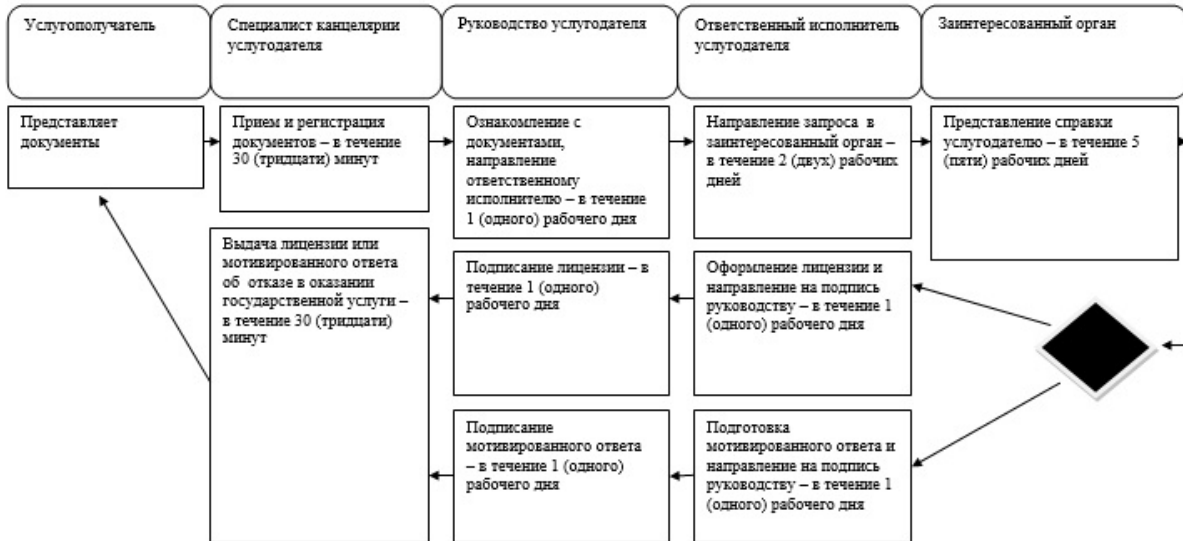 Услугополучатель
Специалист канцелярии
услугодателя
Руководство услугодателя
Ответственный исполнитель
услугодателя
Заинтересованный орган
Представляет
документы
Прием и регистрация
документов – в течение
30 (тридцати) минут
Ознакомление с
документами,
направление
ответственному
исполнителю – в течение
1 (одного) рабочего дня
Направление запроса в
заинтересованный орган –
в течение 2 (двух) рабочих
дней
Представление справки
услугодателю – в течение 5
(пяти) рабочих дней
Выдача лицензии или
мотивированного ответа
об отказе в оказании
государственной услуги –
в течение 30 (тридцати)
минут
Подписание лицензии – в
течение 1 (одного)
рабочего дня
Оформление лицензии и
направление на подпись
руководству – в течение 1
(одного) рабочего дня
Подписание
мотивированного ответа
– в течение 1 (одного)
рабочего дня
Подготовка
мотивированного ответа и
направление на подпись
руководству – в течение 1
(одного) рабочего дня